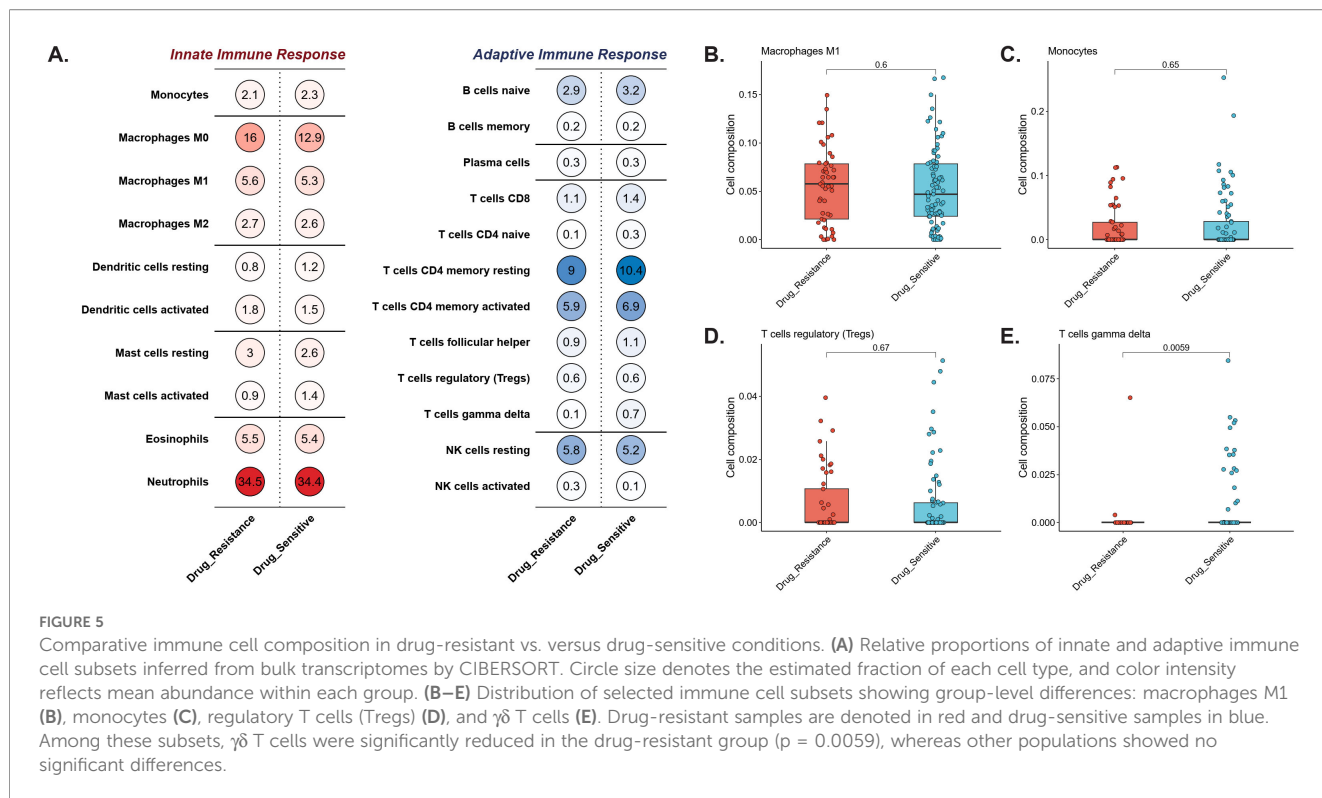 A.
Innate Immune Response
Monocytes 2.1 2.3
Macrophages M0 16 12.9
Macrophages M1 5.6 5.3
Macrophages M2 2.7 2.6
Dendritic cells resting 0.8 1.2
Dendritic cells activated 1.8 1.5
Mast cells resting 3 2.6
Mast cells activated 0.9 1.4
Eosinophils 5.5 5.4
Neutrophils 34.5 34.4
Drug_Resistance
Drug_Sensitive
Adaptive Immune Response
B cells naive 2.9 3.2
B cells memory 0.2 0.2
Plasma cells 0.3 0.3
T cells CD8 1.1 1.4
T cells CD4 naive 0.1 0.3
T cells CD4 memory resting 9 10.4
T cells CD4 memory activated 5.9 6.9
T cells follicular helper 0.9 1.1
T cells regulatory (Tregs) 0.6 0.6
T cells gamma delta 0.1 0.7
NK cells resting 5.8 5.2
NK cells activated 0.3 0.1
Drug_Resistance
Drug_Sensitive
B.
Macrophages M1
0.6
Cell composition
0.15
0.10
0.05
0.00
Drug_Resistance
Drug_Sensitive
C.
Monocytes
0.65
Cell composition
0.2
0.1
0.0
Drug_Resistance
Drug_Sensitive
D.
T cells regulatory (Tregs)
0.67
Cell composition
0.04
0.02
0.00
Drug_Resistance
Drug_Sensitive
E.
T cells gamma delta
0.0059
Cell composition
0.075
0.050
0.025
0.000
Drug_Resistance
Drug_Sensitive
FIGURE 5
Comparative immune cell composition in drug-resistant vs. versus drug-sensitive conditions. (A) Relative proportions of innate and adaptive immune
cell subsets inferred from bulk transcriptomes by CIBERSORT. Circle size denotes the estimated fraction of each cell type, and color intensity
reflects mean abundance within each group. (B–E) Distribution of selected immune cell subsets showing group-level differences: macrophages M1
(B), monocytes (C), regulatory T cells (Tregs) (D), and γδ T cells (E). Drug-resistant samples are denoted in red and drug-sensitive samples in blue.
Among these subsets, γδ T cells were significantly reduced in the drug-resistant group (p = 0.0059), whereas other populations showed no
significant differences.